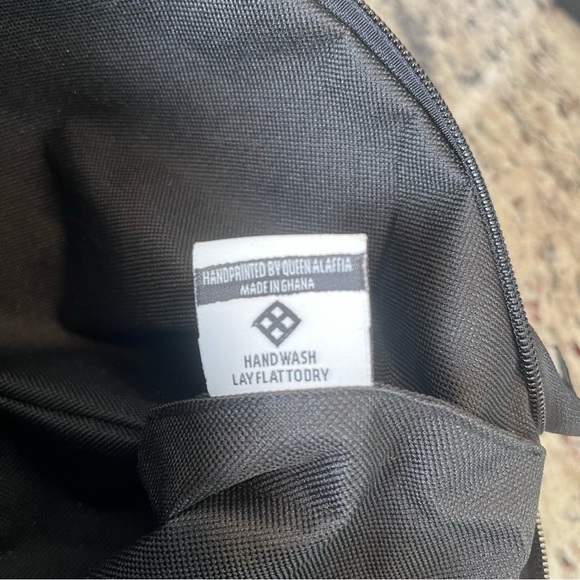 HANDPRINTED BY QUEEN ALAFFIA
MADE IN GHANA
HAND WASH
LAY FLAT TO DRY